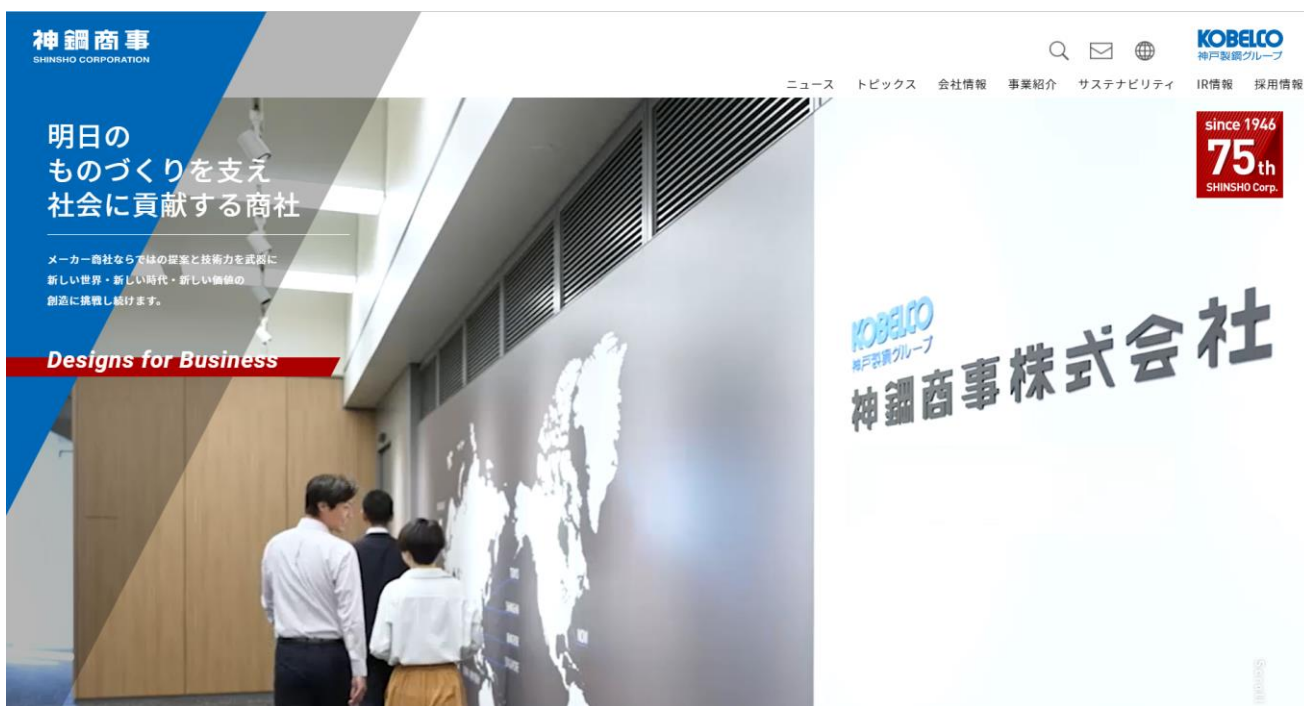 神鋼商事
SHINSHO CORPORATION
KOBELCO
神戸製鋼グループ
ニュース トピックス 会社情報 事業紹介 サステナビリティ IR情報 採用情報
since 1946
75th
SHINSHO Corp.
明日の
ものづくりを支え
社会に貢献する商社
メーカー商社ならではの提案と技術力を武器に
新しい世界・新しい時代・新しい価値の
創造に挑戦し続けます。
Designs for Business
KOBELCO
神戸製鋼グループ
神鋼商事株式会社
NOVI
Scroll